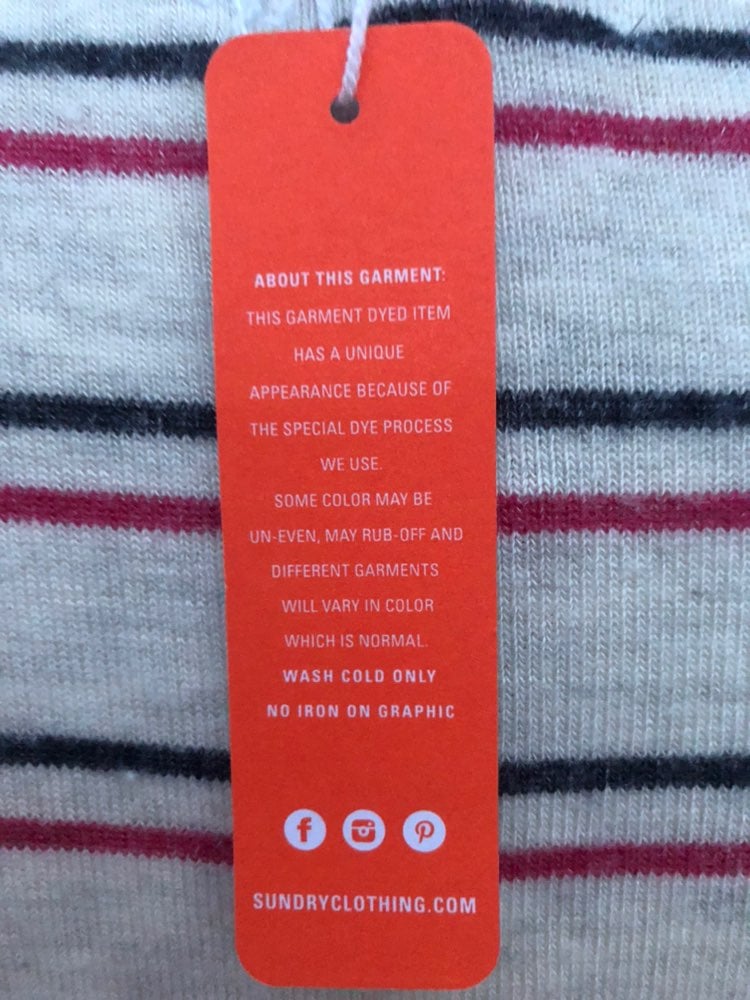 ABOUT THIS GARMENT:
THIS GARMENT DYED ITEM
HAS A UNIQUE
APPEARANCE BECAUSE OF
THE SPECIAL DYE PROCESS
WE USE.
SOME COLOR MAY BE
UN-EVEN, MAY RUB-OFF AND
DIFFERENT GARMENTS
WILL VARY IN COLOR
WHICH IS NORMAL.
WASH COLD ONLY
NO IRON ON GRAPHIC
SUNDRYCLOTHING.COM